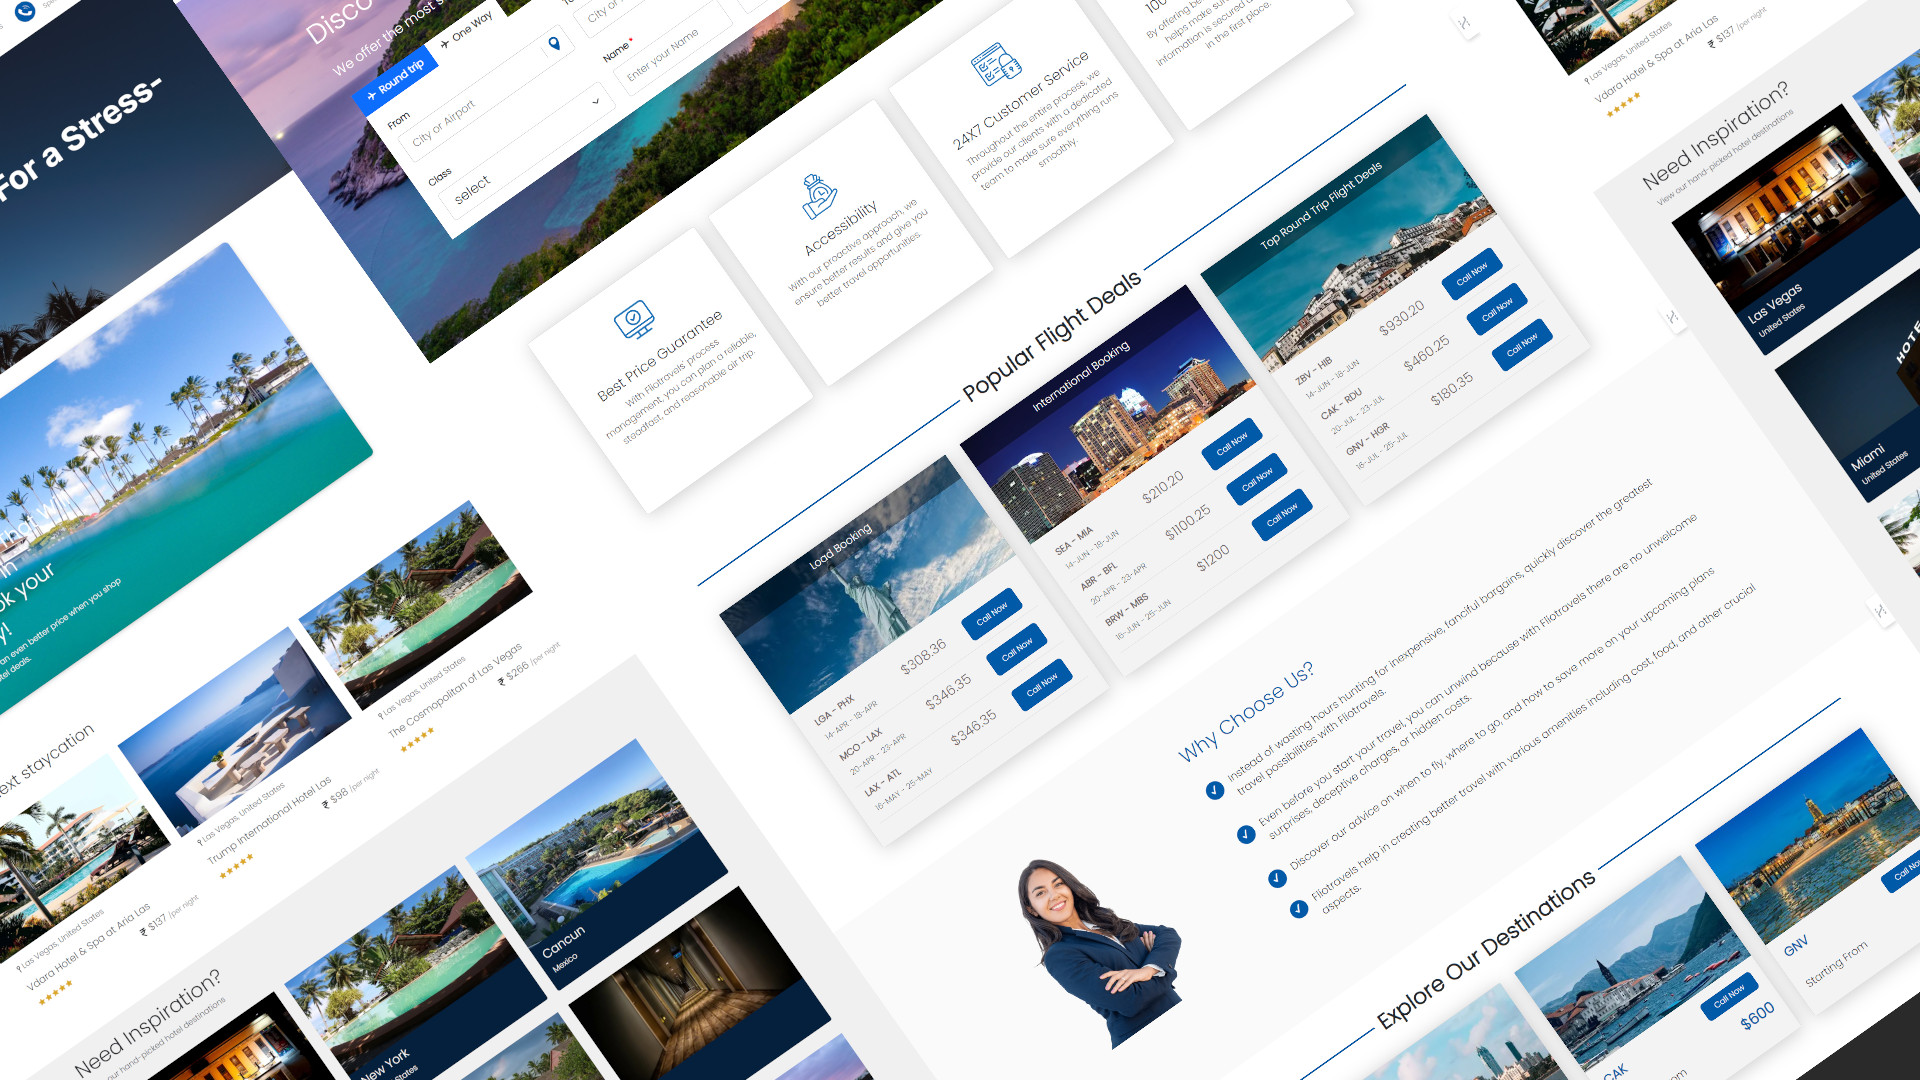 For a Stress-
We offer the most s
Round trip
One Way
From
City or Airport
City or
Class
select
Name*
Enter your Name
Best Price Guarantee
With Fliotravels' process
management, you can plan a reliable,
steadfast, and reasonable air trip.
Accessibility
With our proactive approach, we
ensure better results and give you
better travel opportunities.
24X7 Customer Service
Throughout the entire process, we
provide our clients with a dedicated
team to make sure everything runs
smoothly.
100
By offering be
helps make sur
information is secured a
in the first place.
Popular Flight Deals
Load Booking
LGA - PHX
14-APR - 19-APR
$308.36
Call Now
MCO - LAX
20-APR - 23-APR
$346.35
Call Now
LAX - ATL
16-MAY - 25-MAY
$346.35
Call Now
International Booking
SEA - MIA
14-JUN - 18-JUN
$210.20
Call Now
ABR - BFL
20-APR - 23-APR
$1100.25
Call Now
BRW - MBS
16-JUN - 25-JUN
$1200
Call Now
Top Round Trip Flight Deals
ZBV - HIB
14-JUN - 18-JUN
$930.20
Call Now
CAK - RDU
20-JUL - 23-JUL
$460.25
Call Now
GNV - HGR
18-JUL - 25-JUL
$180.35
Call Now
Why Choose Us?
Instead of wasting hours hunting for inexpensive, fanciful bargains, quickly discover the greatest
travel possibilities with Fliotravels.
Even before you start your travel, you can unwind because with Fliotravels there are no unwelcome
surprises, deceptive charges, or hidden costs.
Discover our advice on when to fly, where to go, and how to save more on your upcoming plans
Fliotravels help in creating better travel with various amenities including cost, food, and other crucial
aspects.
Explore Our Destinations
CAK
Call Now
$600
GNV
Starting From
Call Now
ok your
y!
an even better price when you shop
tel deals.
ext staycation
Las Vegas, United States
Vdara Hotel & Spa at Aria Las
₹ $137 /per night
Las Vegas, United States
Trump International Hotel Las
₹ $98 /per night
Las Vegas, United States
The Cosmopolitan of Las Vegas
₹ $266 /per night
Need Inspiration?
our hand-picked hotel destinations
New York
States
Cancun
Mexico
Las Vegas, United States
Vdara Hotel & Spa at Aria Las
₹ $137 /per night
Need Inspiration?
View our hand-picked hotel destinations
Las Vegas
United States
HOTE
Miami
United States